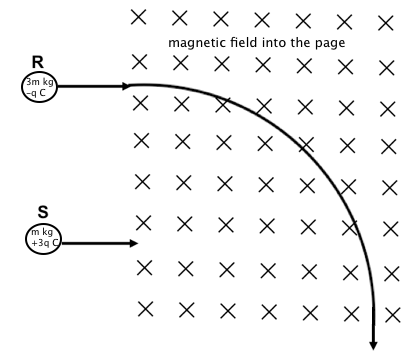 magnetic field into the page
R
3m kg
-q C
S
m kg
+3q C